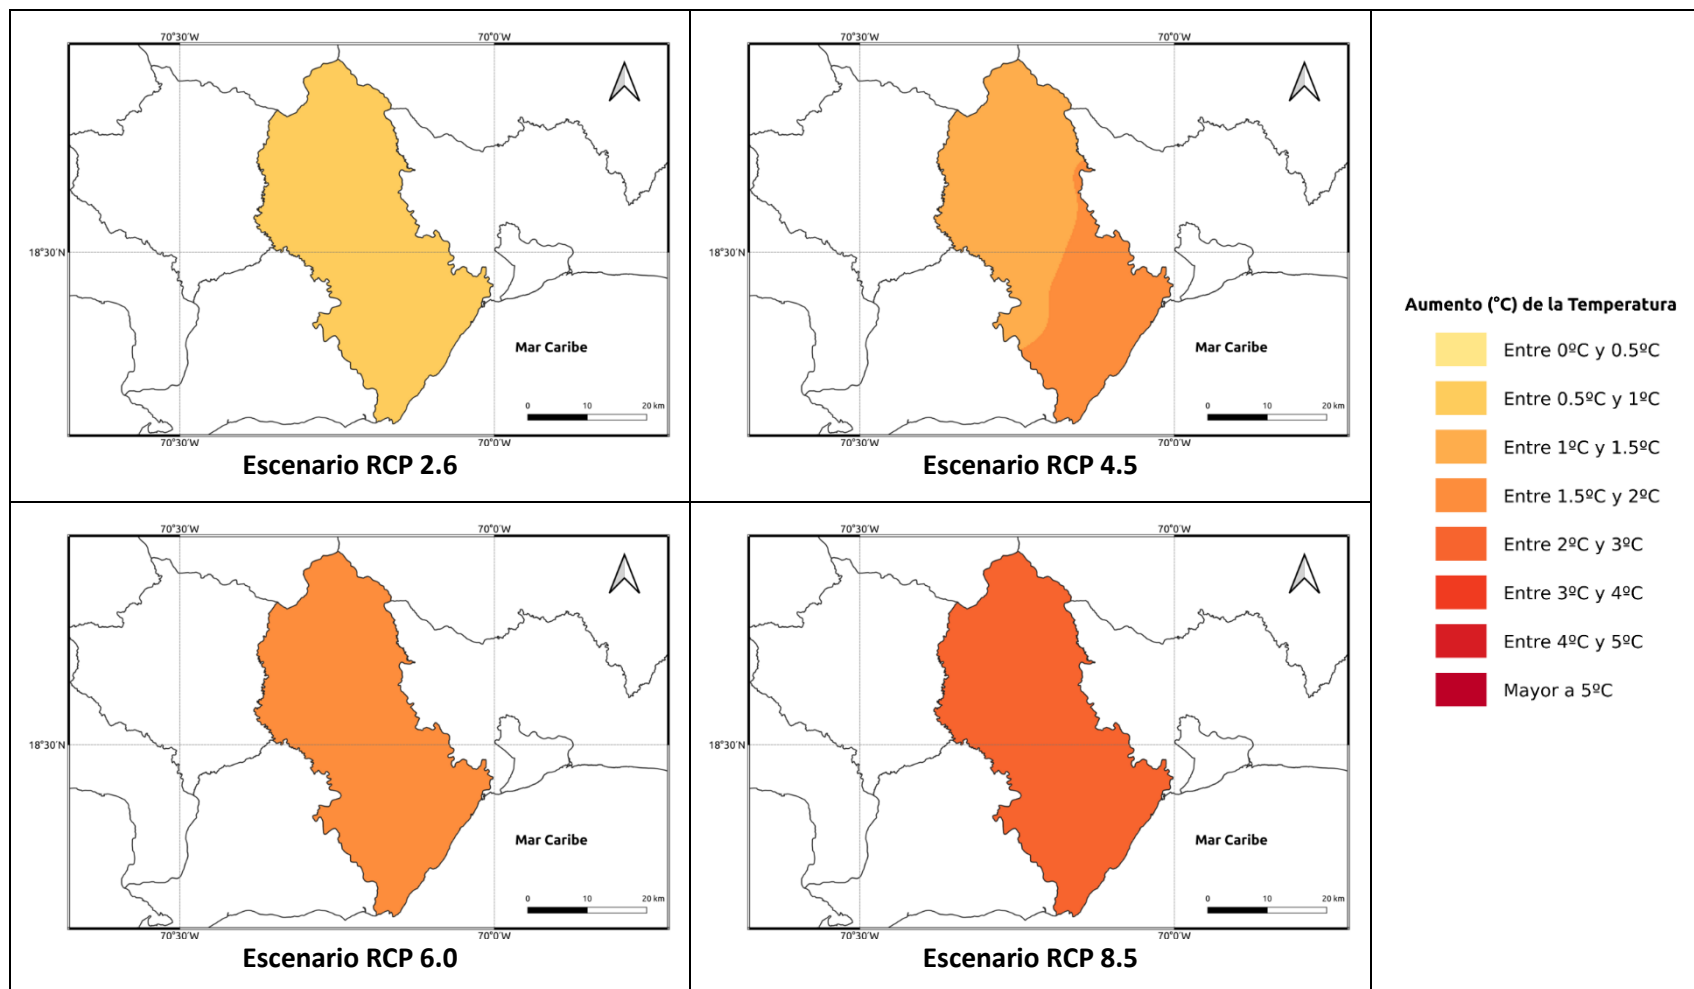 70°30'W 70°0'W
18°30'N
Mar Caribe
0 10 20 km
70°30'W 70°0'W
Escenario RCP 2.6
70°30'W 70°0'W
18°30'N
Mar Caribe
0 10 20 km
70°30'W 70°0'W
Escenario RCP 4.5
70°30'W 70°0'W
18°30'N
Mar Caribe
0 10 20 km
70°30'W 70°0'W
Escenario RCP 6.0
70°30'W 70°0'W
18°30'N
Mar Caribe
0 10 20 km
70°30'W 70°0'W
Escenario RCP 8.5
Aumento (°C) de la Temperatura
Entre 0ºC y 0.5ºC
Entre 0.5ºC y 1ºC
Entre 1ºC y 1.5ºC
Entre 1.5ºC y 2ºC
Entre 2ºC y 3ºC
Entre 3ºC y 4ºC
Entre 4ºC y 5ºC
Mayor a 5ºC